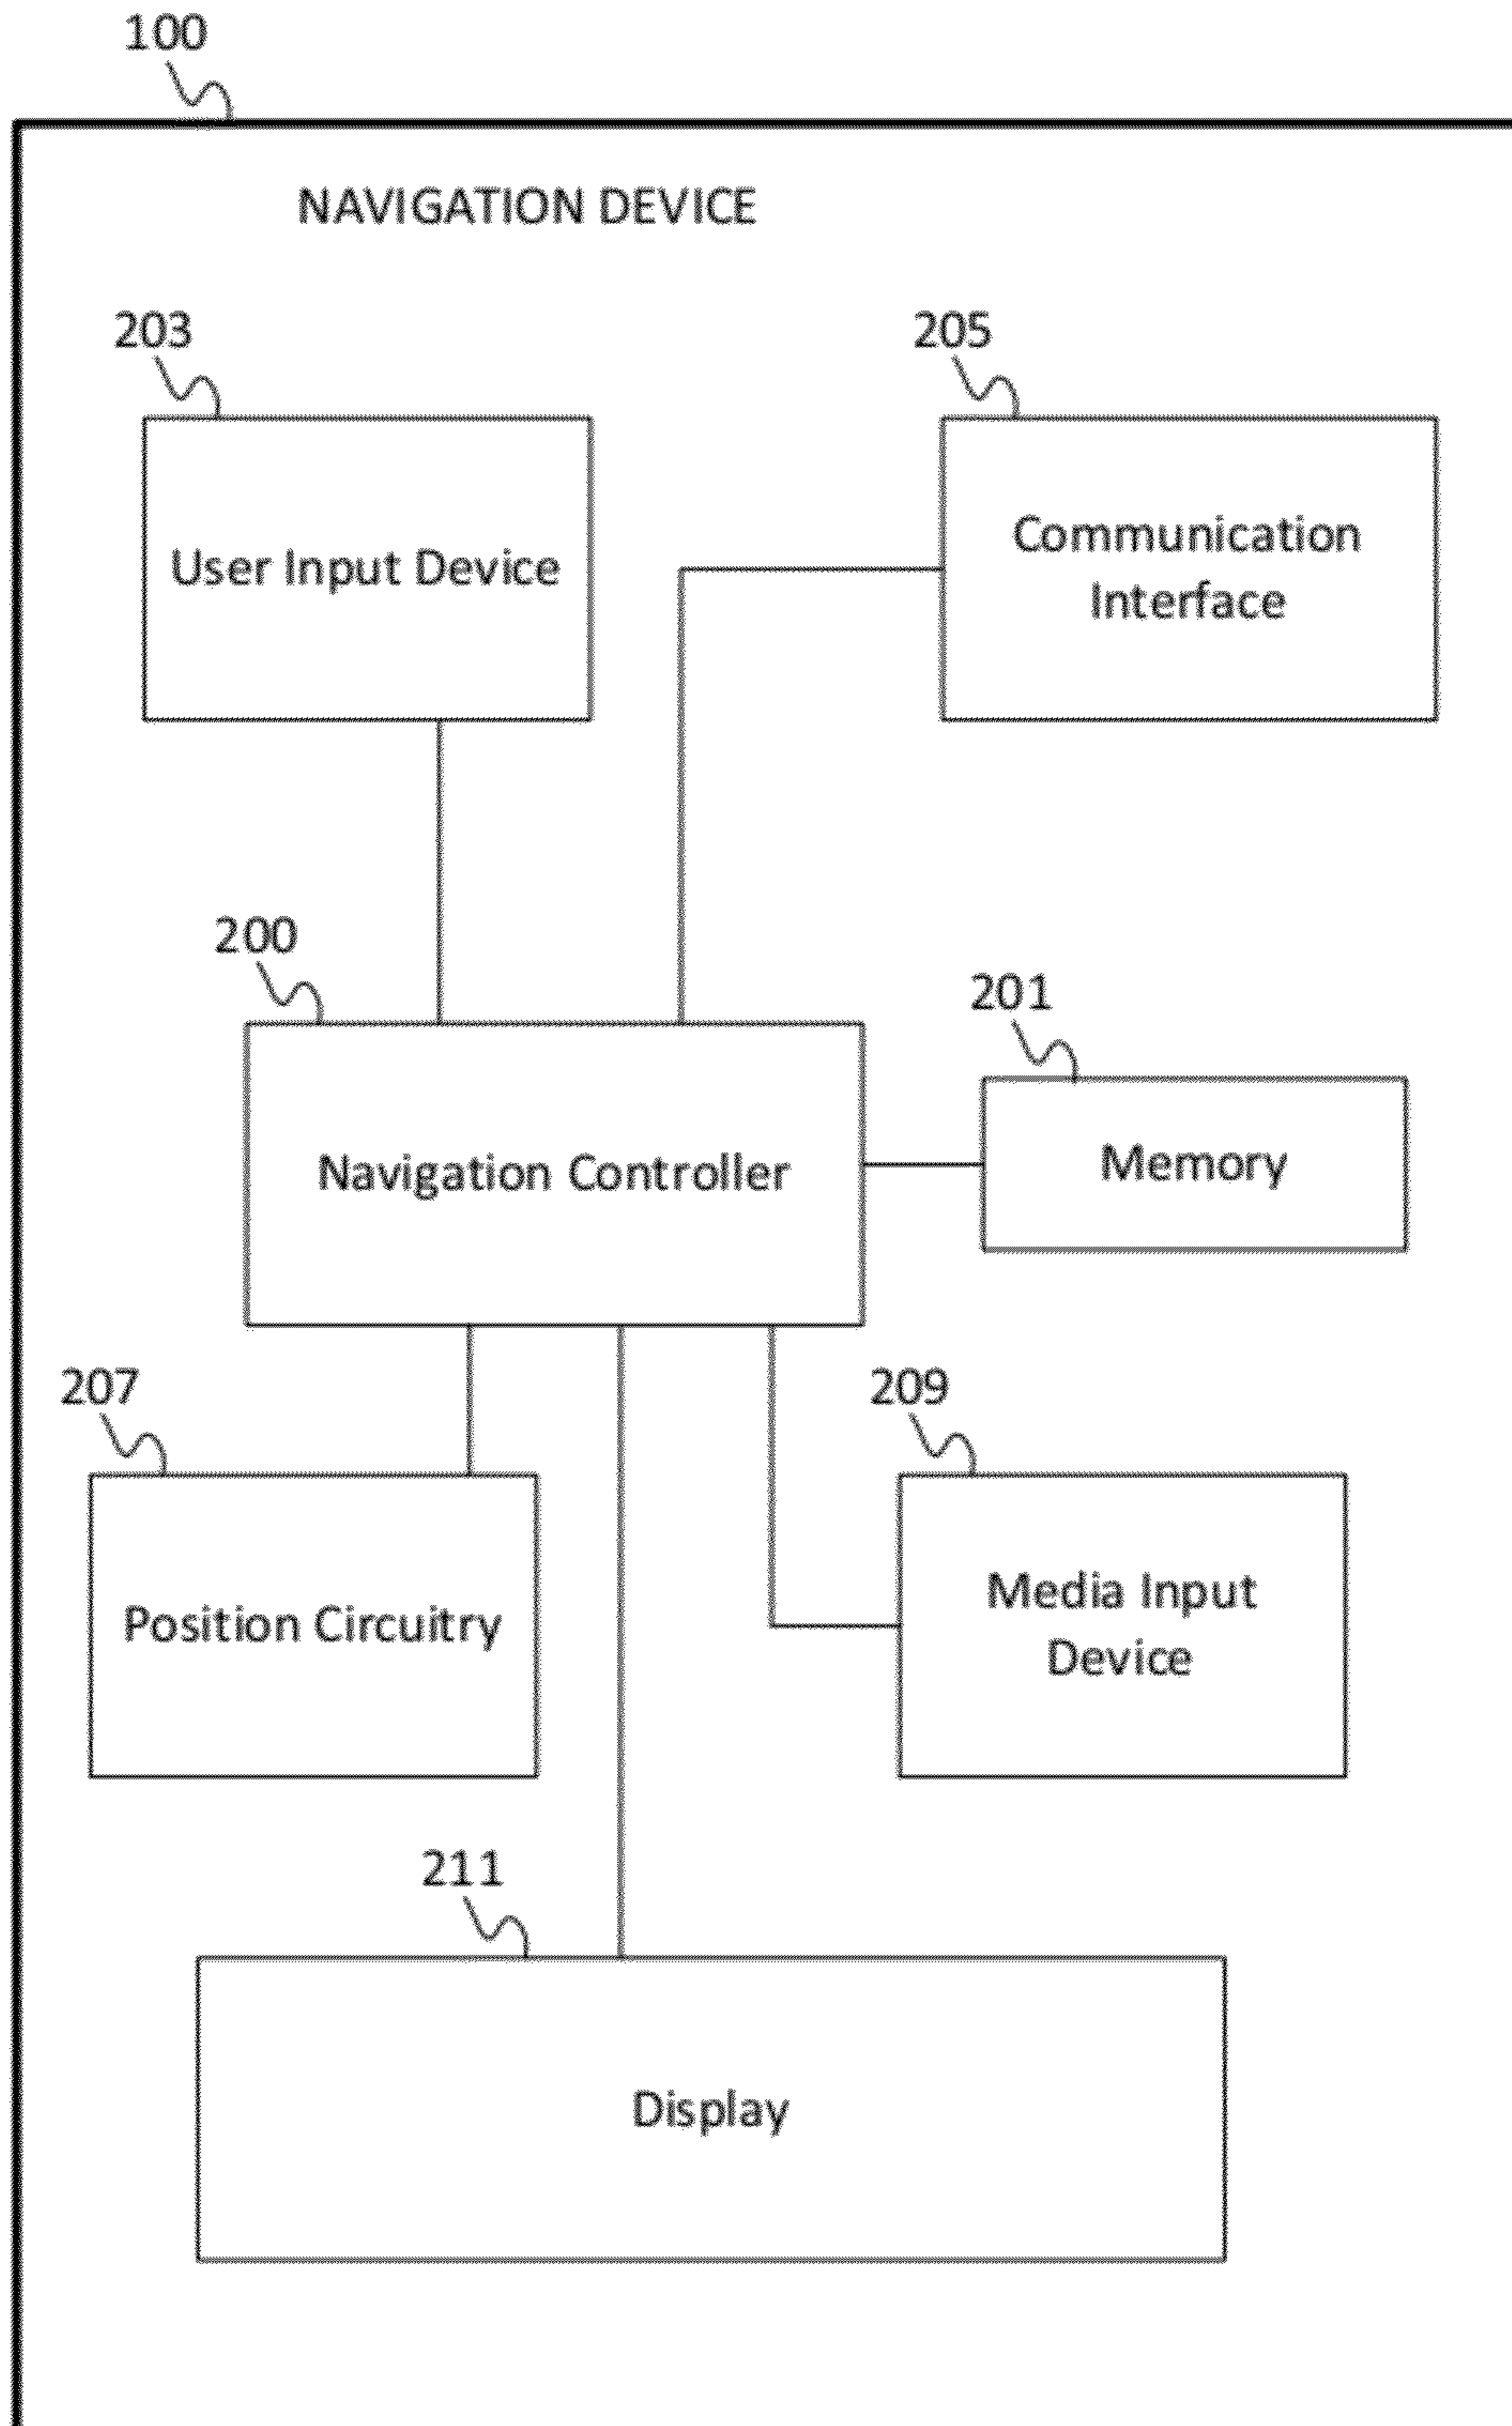 100
NAVIGATION DEVICE
203
205
User Input Device
Communication
Interface
200
201
Navigation Controller
Memory
207
209
Position Circuitry
Media Input
Device
211
Display